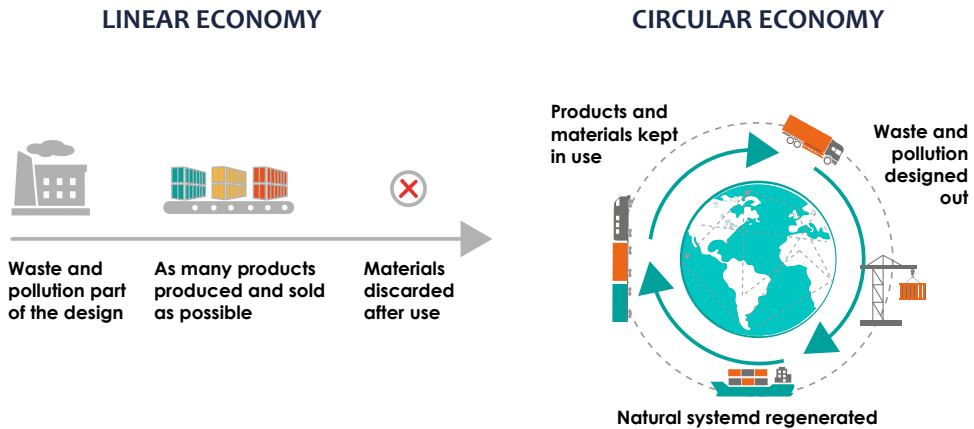 LINEAR ECONOMY
Waste and
pollution part
of the design
As many products
produced and sold
as possible
Materials
discarded
after use
CIRCULAR ECONOMY
Products and
materials kept
in use
Waste and
pollution
designed
out
Natural systemd regenerated